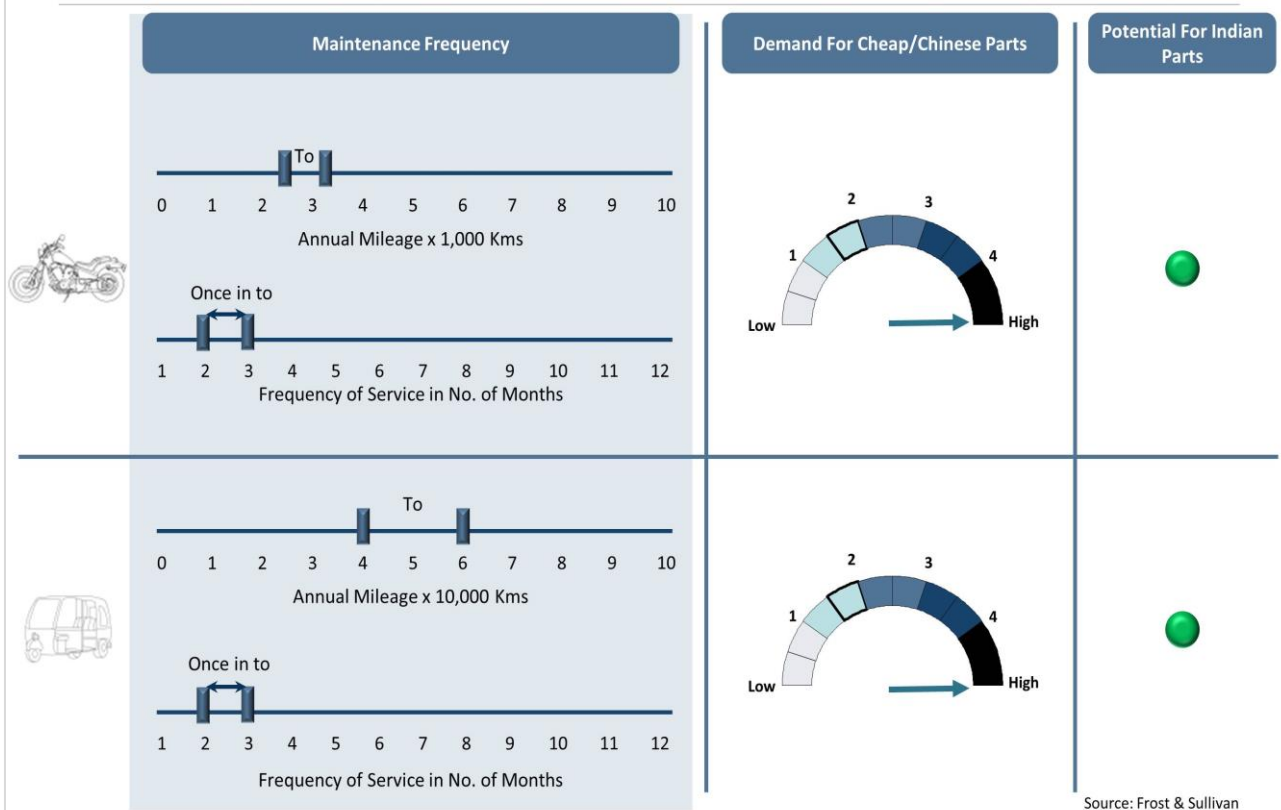 Maintenance Frequency
Demand For Cheap/Chinese Parts
Potential For Indian
Parts
To
0 1 2 3 4 5 6 7 8 9 10
Annual Mileage x 1,000 Kms
Once in to
1 2 3 4 5 6 7 8 9 10 11 12
Frequency of Service in No. of Months
2 3
1 4
Low High
To
0 1 2 3 4 5 6 7 8 9 10
Annual Mileage x 10,000 Kms
Once in to
1 2 3 4 5 6 7 8 9 10 11 12
Frequency of Service in No. of Months
2 3
1 4
Low High
Source: Frost & Sullivan